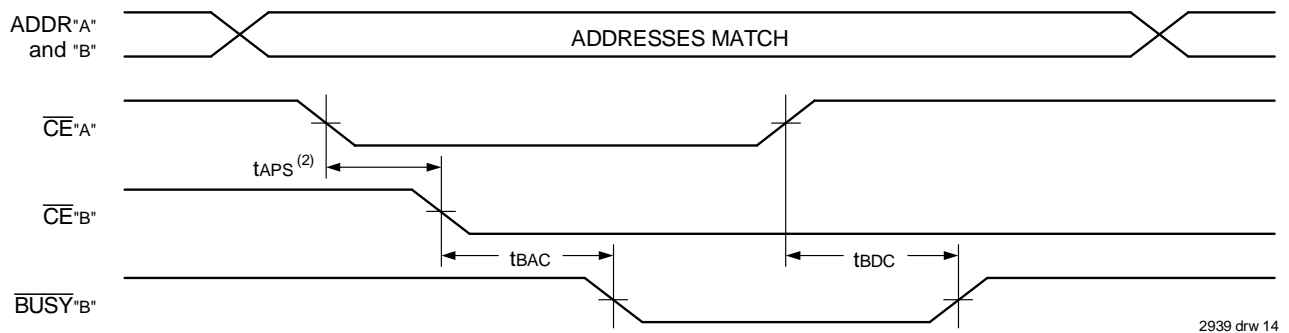 ADDR"A"
and "B"
ADDRESSES MATCH
CE"A"
tAPS (2)
CE"B"
tBAC
tBDC
BUSY"B"
2939 drw 14